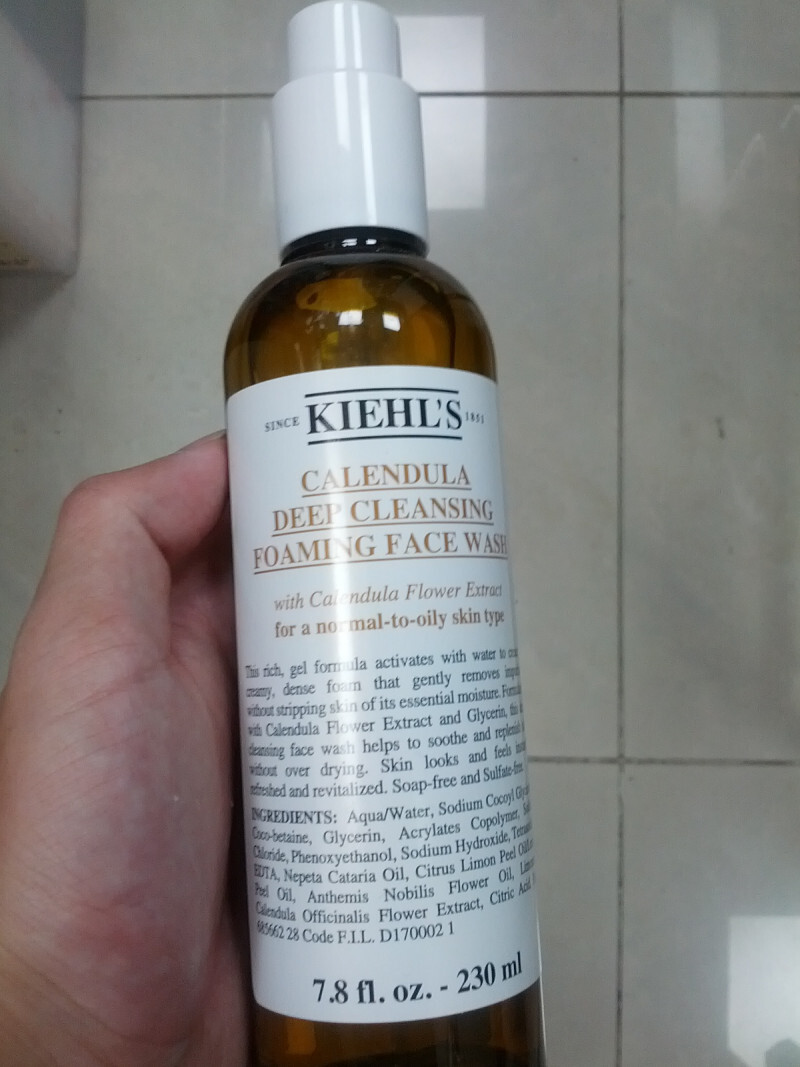 SINCE KIEHL'S 1851
CALENDULA
DEEP CLEANSING
FOAMING FACE WASH
with Calendula Flower Extract
for a normal-to-oily skin type
This rich, gel formula activates with water to
creamy, dense foam that gently removes
without stripping skin of its essential moisture.
with Calendula Flower Extract and Glycerin, this
cleansing face wash helps to soothe and replenish
without over drying. Skin looks and feels
refreshed and revitalized. Soap-free and Sulfate-free.
INGREDIENTS: Aqua/Water, Sodium Cocoyl
Coco-betaine, Glycerin, Acrylates Copolymer,
Chloride, Phenoxyethanol, Sodium Hydroxide,
EDTA, Nepeta Cataria Oil, Citrus Limon Peel Oil
Peel Oil, Anthemis Nobilis Flower Oil,
Calendula Officinalis Flower Extract, Citric Acid
685662 28 Code F.I.L. D170002 1
7.8 fl. oz. - 230 ml